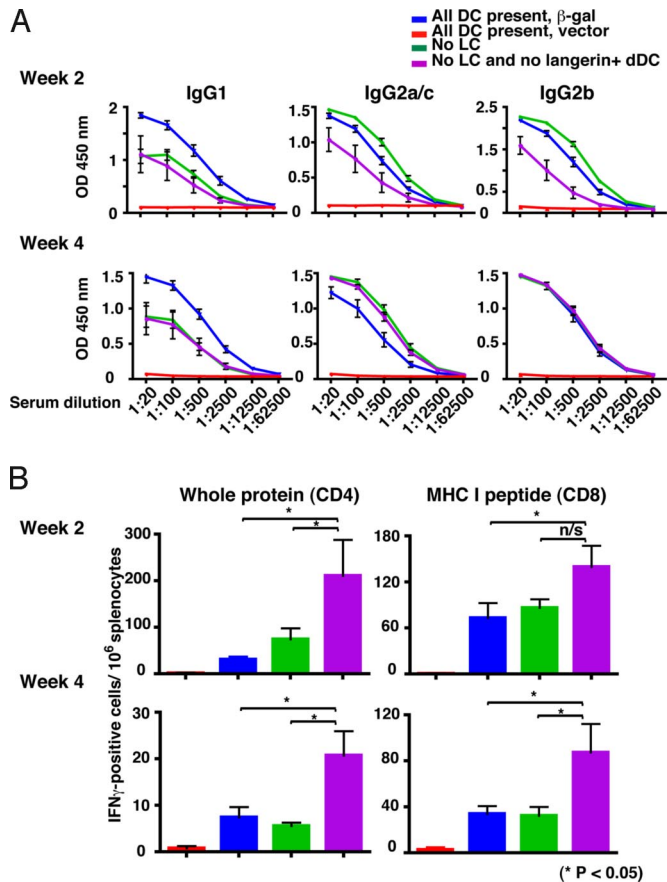 A
All DC present, β-gal
All DC present, vector
No LC
No LC and no langerin+ dDC
Week 2
IgG1 IgG2a/c IgG2b
OD 450 nm
2 1.5 2.5
1.5
1 1.0 1.5
0.5 0.5
0 0 0.5
Week 4
OD 450 nm
1.5 1.5 1.5
1.0 1.0 1.0
0.5 0.5 0.5
0 0 0
Serum dilution
1:20 1:100 1:500 1:2500 1:12500 1:62500 1:20 1:100 1:500 1:2500 1:12500 1:62500 1:20 1:100 1:500 1:2500 1:12500 1:62500
B
Whole protein (CD4) MHC I peptide (CD8)
Week 2
IFNγ-positive cells/ 10⁶ splenocytes
* *
* n/s
300 180
200 120
100 60
0 0
Week 4
* *
* *
30 120
20 80
10 40
0 0
(* P < 0.05)